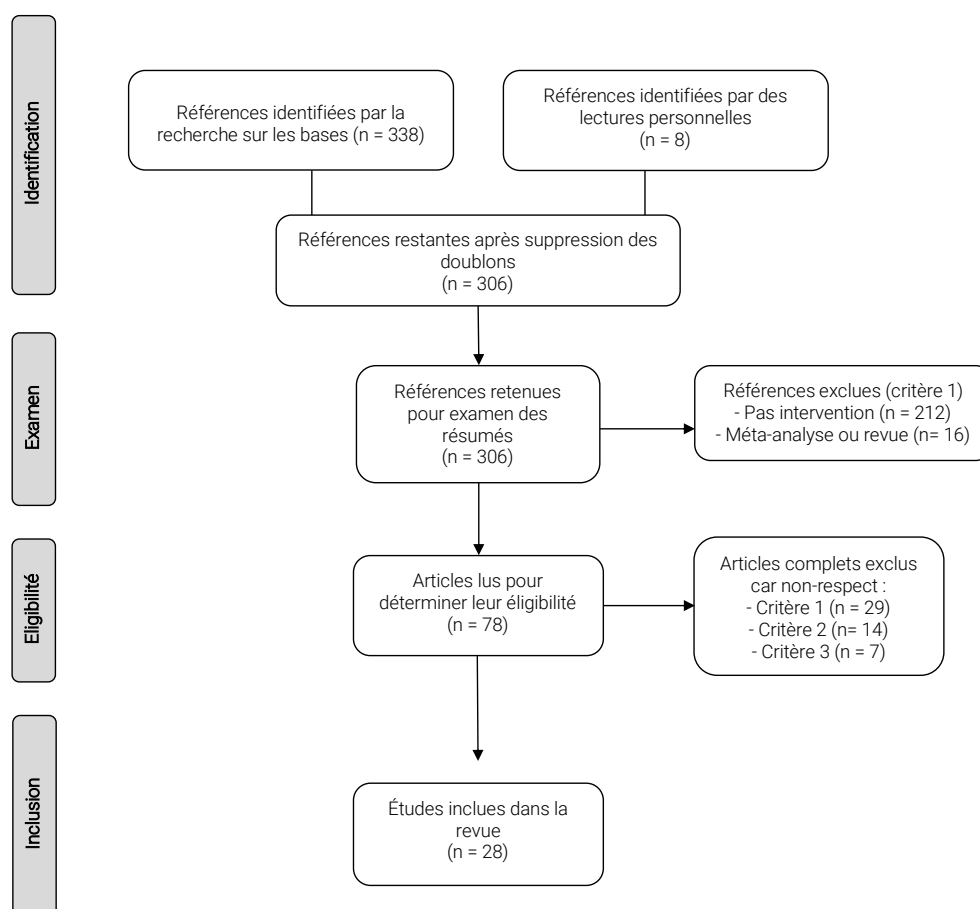 Identification
Références identifiées par la
recherche sur les bases (n = 338)
Références identifiées par des
lectures personnelles
(n = 8)
Références restantes après suppression des
doublons
(n = 306)
Examen
Références retenues
pour examen des
résumés
(n = 306)
Références exclues (critère 1)
- Pas intervention (n = 212)
- Méta-analyse ou revue (n= 16)
Eligibilité
Articles lus pour
déterminer leur éligibilité
(n = 78)
Articles complets exclus
car non-respect :
- Critère 1 (n = 29)
- Critère 2 (n= 14)
- Critère 3 (n = 7)
Inclusion
Études inclues dans la
revue
(n = 28)